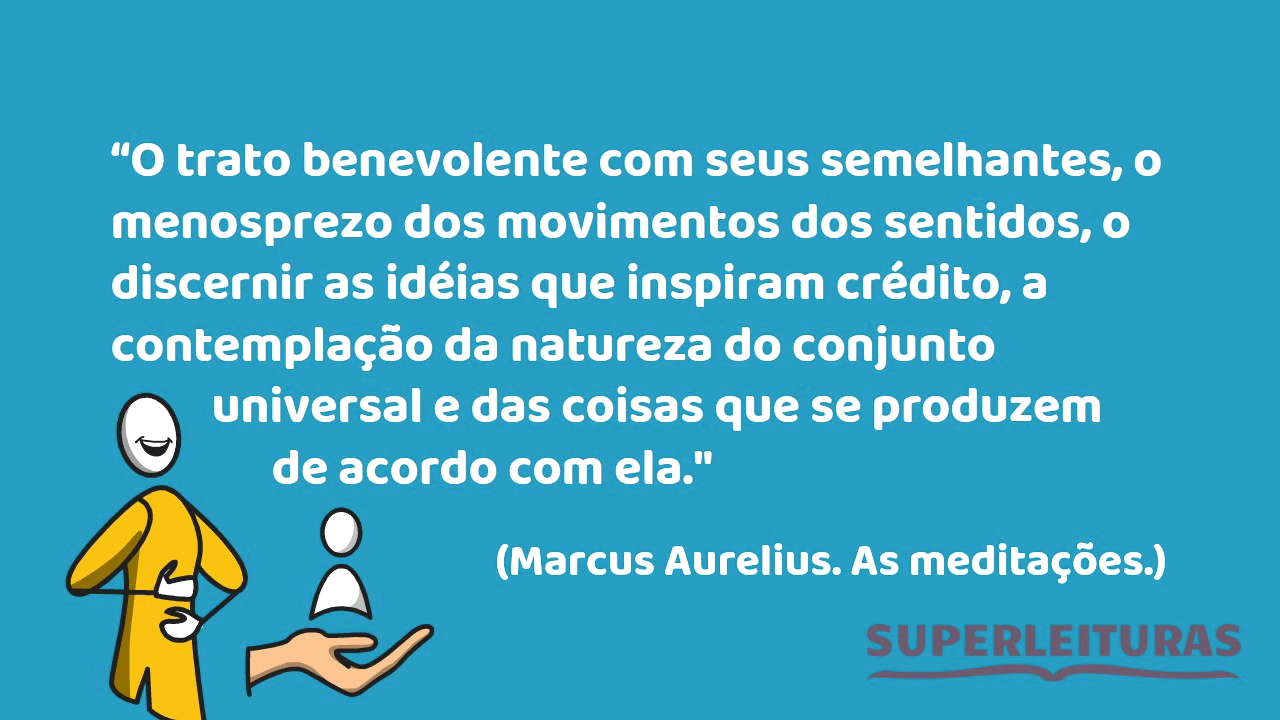 “O trato benevolente com seus semelhantes, o
menosprezo dos movimentos dos sentidos, o
discernir as idéias que inspiram crédito, a
contemplação da natureza do conjunto
universal e das coisas que se produzem
de acordo com ela."
(Marcus Aurelius. As meditações.)
SUPERLEITURAS